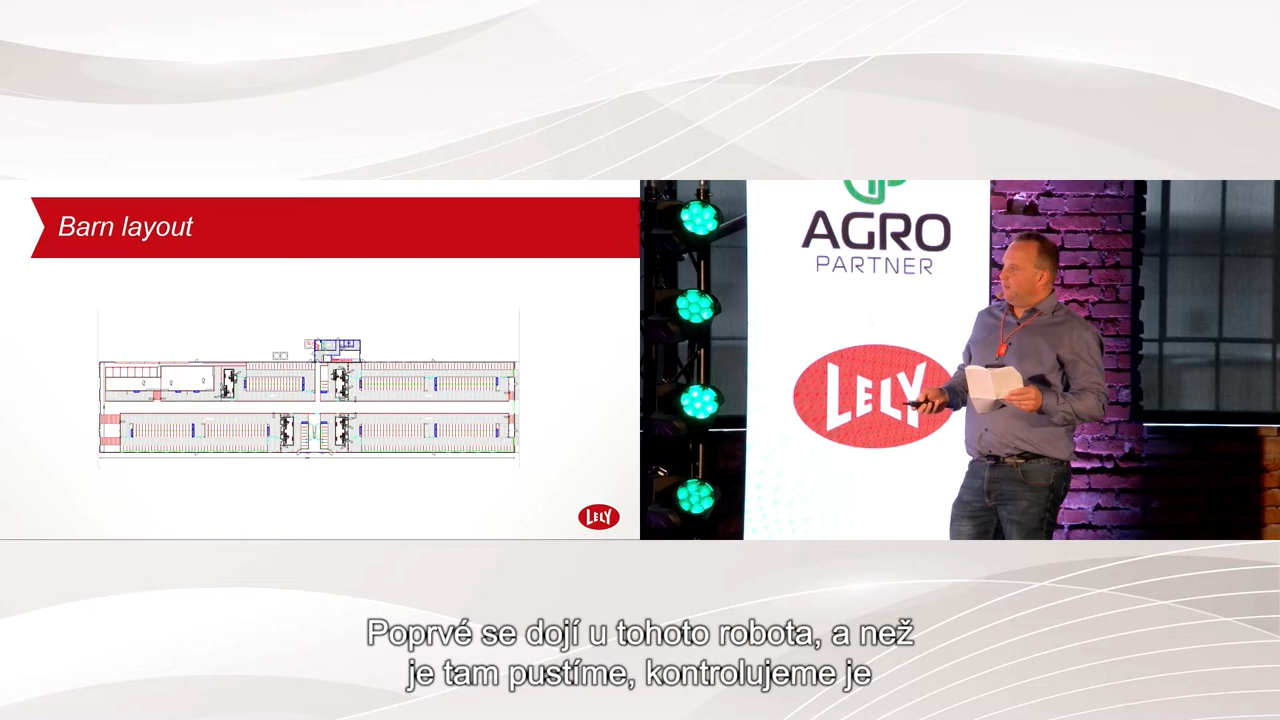 Barn layout
LELY
AGRO
PARTNER
LELY
Poprvé se dojí u tohoto robota, a než
je tam pustíme, kontrolujeme je